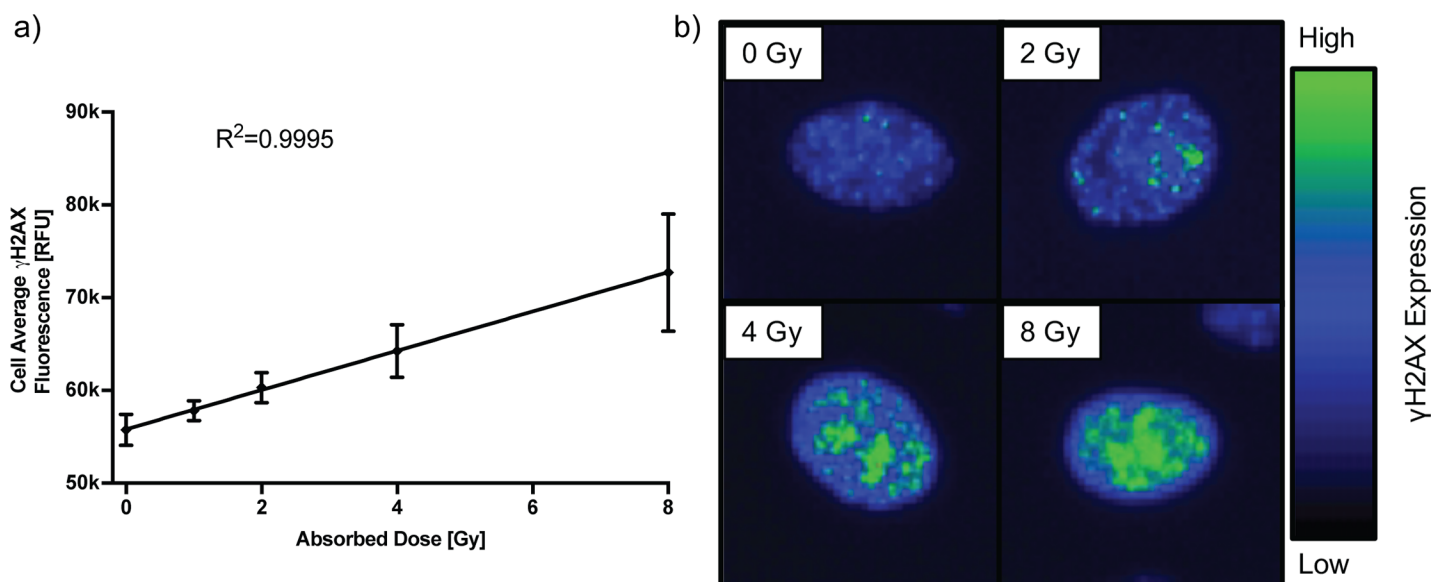 a)
90k
80k
70k
60k
50k
Cell Average γH2AX
Fluorescence [RFU]
R²=0.9995
0
2
4
6
8
Absorbed Dose [Gy]
b)
0 Gy
2 Gy
4 Gy
8 Gy
High
γH2AX Expression
Low